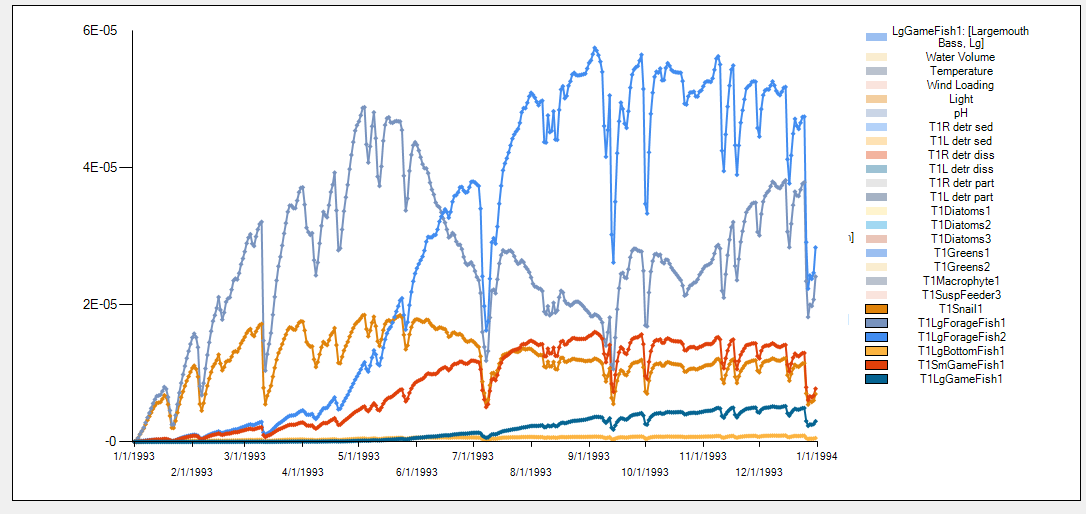 6E-05
4E-05
2E-05
-0
1/1/1993
2/1/1993
3/1/1993
4/1/1993
5/1/1993
6/1/1993
7/1/1993
8/1/1993
9/1/1993
10/1/1993
11/1/1993
12/1/1993
1/1/1994
]
LgGameFish1: [Largemouth
Bass, Lg]
Water Volume
Temperature
Wind Loading
Light
pH
T1R detr sed
T1L detr sed
T1R detr diss
T1L detr diss
T1R detr part
T1L detr part
T1Diatoms1
T1Diatoms2
T1Diatoms3
T1Greens1
T1Greens2
T1Macrophyte1
T1SuspFeeder3
T1Snail1
T1LgForageFish1
T1LgForageFish2
T1LgBottomFish1
T1SmGameFish1
T1LgGameFish1